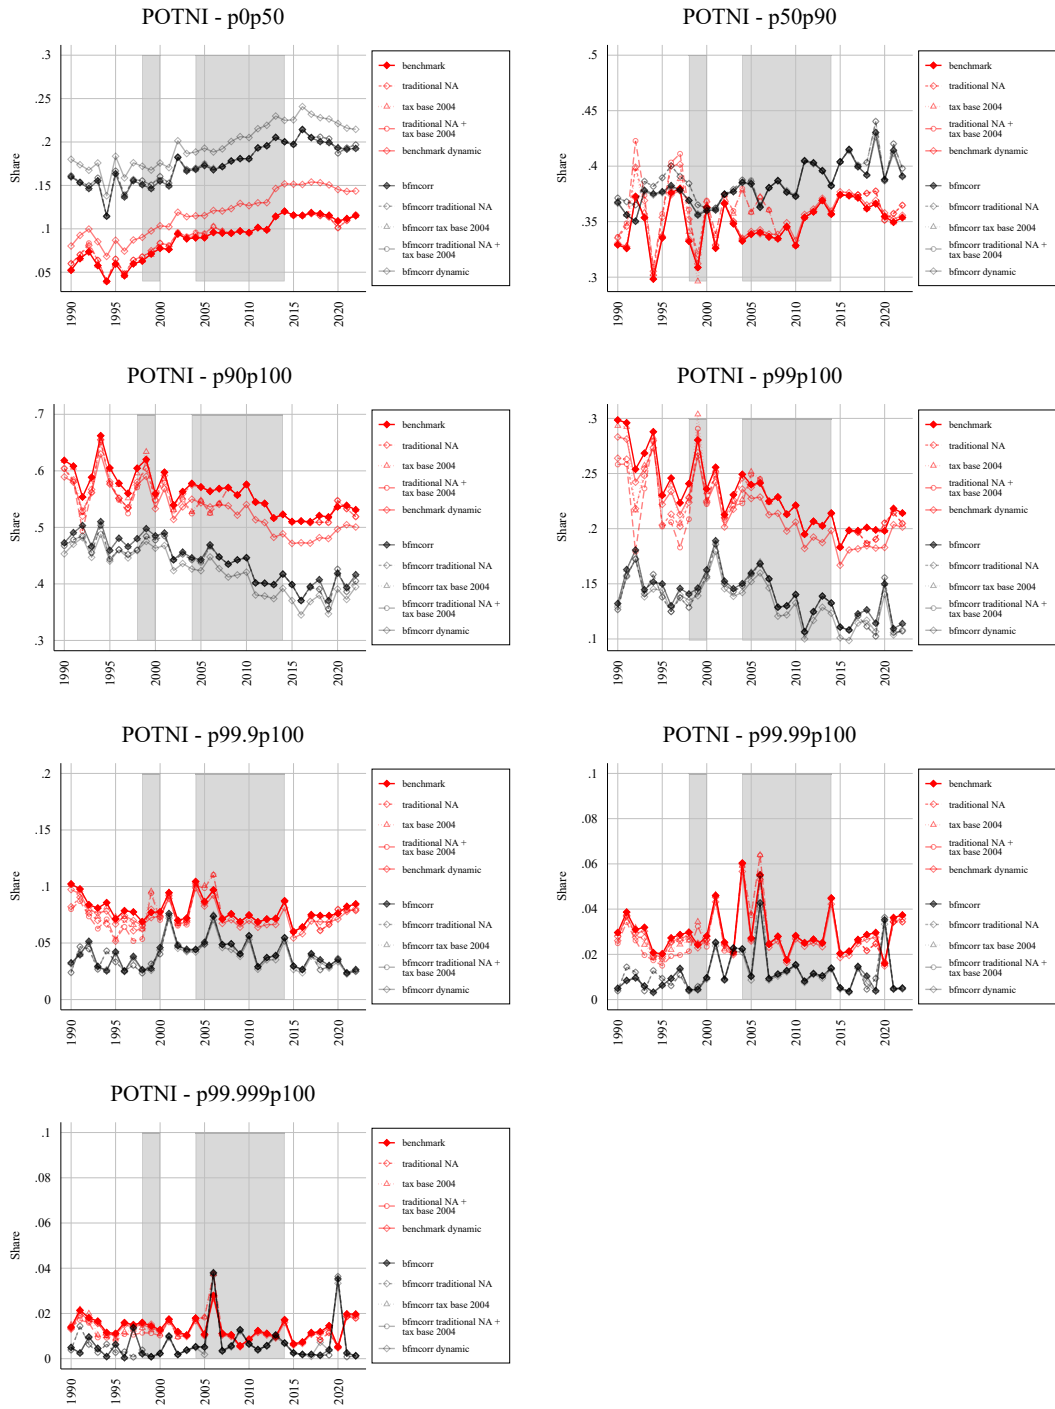 POTNI - p0p50
Share
.3
.25
.2
.15
.1
.05
1990
1995
2000
2005
2010
2015
2020
benchmark
traditional NA
tax base 2004
traditional NA +
tax base 2004
benchmark dynamic
bfmcorr
bfmcorr traditional NA
bfmcorr tax base 2004
bfmcorr traditional NA +
tax base 2004
bfmcorr dynamic
POTNI - p50p90
Share
.5
.45
.4
.35
.3
1990
1995
2000
2005
2010
2015
2020
benchmark
traditional NA
tax base 2004
traditional NA +
tax base 2004
benchmark dynamic
bfmcorr
bfmcorr traditional NA
bfmcorr tax base 2004
bfmcorr traditional NA +
tax base 2004
bfmcorr dynamic
POTNI - p90p100
Share
.7
.6
.5
.4
.3
1990
1995
2000
2005
2010
2015
2020
benchmark
traditional NA
tax base 2004
traditional NA +
tax base 2004
benchmark dynamic
bfmcorr
bfmcorr traditional NA
bfmcorr tax base 2004
bfmcorr traditional NA +
tax base 2004
bfmcorr dynamic
POTNI - p99p100
Share
.3
.25
.2
.15
.1
1990
1995
2000
2005
2010
2015
2020
benchmark
traditional NA
tax base 2004
traditional NA +
tax base 2004
benchmark dynamic
bfmcorr
bfmcorr traditional NA
bfmcorr tax base 2004
bfmcorr traditional NA +
tax base 2004
bfmcorr dynamic
POTNI - p99.9p100
Share
.2
.15
.1
.05
0
1990
1995
2000
2005
2010
2015
2020
benchmark
traditional NA
tax base 2004
traditional NA +
tax base 2004
benchmark dynamic
bfmcorr
bfmcorr traditional NA
bfmcorr tax base 2004
bfmcorr traditional NA +
tax base 2004
bfmcorr dynamic
POTNI - p99.99p100
Share
.1
.08
.06
.04
.02
0
1990
1995
2000
2005
2010
2015
2020
benchmark
traditional NA
tax base 2004
traditional NA +
tax base 2004
benchmark dynamic
bfmcorr
bfmcorr traditional NA
bfmcorr tax base 2004
bfmcorr traditional NA +
tax base 2004
bfmcorr dynamic
POTNI - p99.999p100
Share
.1
.08
.06
.04
.02
0
1990
1995
2000
2005
2010
2015
2020
benchmark
traditional NA
tax base 2004
traditional NA +
tax base 2004
benchmark dynamic
bfmcorr
bfmcorr traditional NA
bfmcorr tax base 2004
bfmcorr traditional NA +
tax base 2004
bfmcorr dynamic